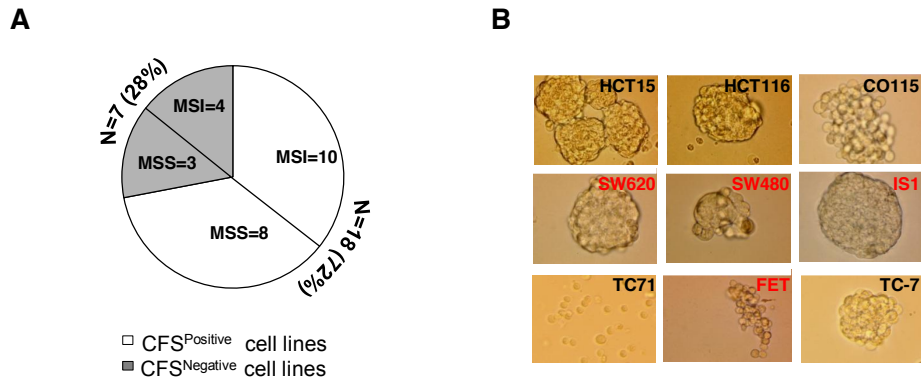 A
N=7 (28%)
MSI=4
MSS=3
MSI=10
MSS=8
N=18 (72%)
CFSPositive cell lines
CFSNegative cell lines
B
HCT15
HCT116
CO115
SW620
SW480
IS1
TC71
FET
TC-7